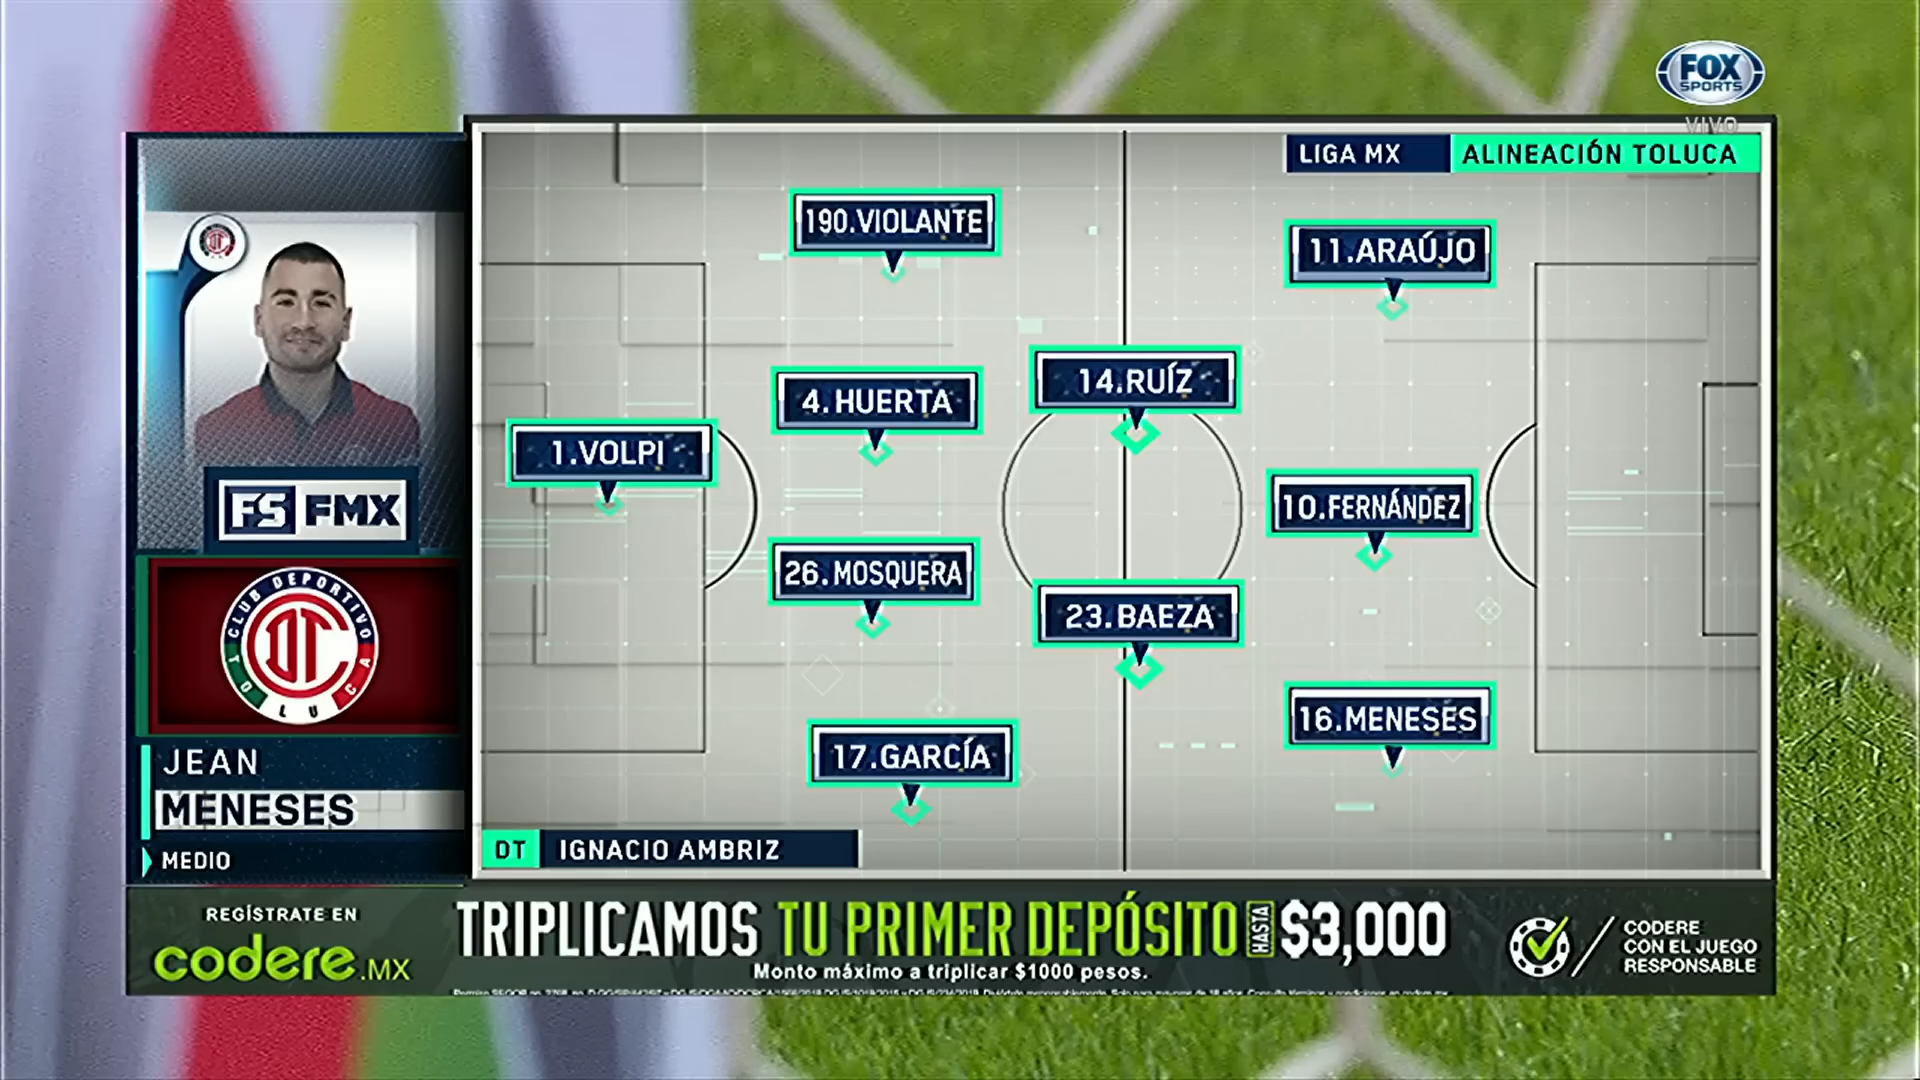 FOX
SPORTS
VIVO
LIGA MX
ALINEACIÓN TOLUCA
190.VIOLANTE
11.ARAÚJO
14.RUÍZ
4.HUERTA
1.VOLPI
10.FERNÁNDEZ
26.MOSQUERA
23.BAEZA
16.MENESES
17.GARCÍA
FS FMX
CLUB DEPORTIVO
TOLUCA
JEAN
MENESES
MEDIO
DT IGNACIO AMBRIZ
REGÍSTRATE EN
codere.MX
TRIPLICAMOS TU PRIMER DEPÓSITO HASTA $3,000
Monto máximo a triplicar $1000 pesos.
CODERE
CON EL JUEGO
RESPONSABLE